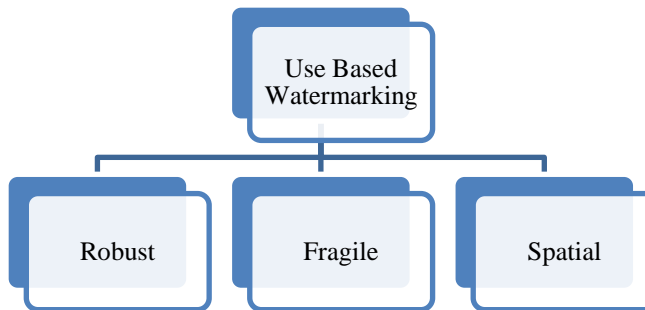 Use Based
Watermarking
Robust
Fragile
Spatial